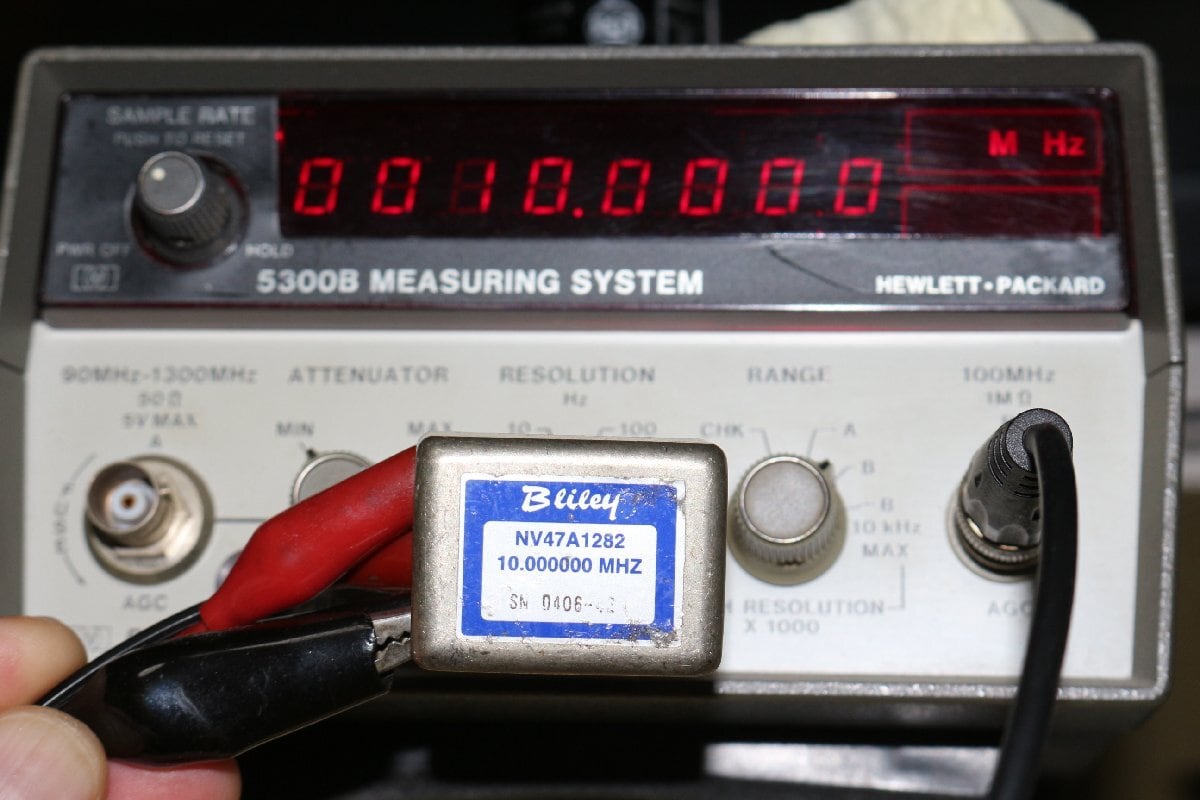 SAMPLE RATE
PUSH TO RESET
0010.0000
M Hz
PWR OFF
HOLD
5300B MEASURING SYSTEM
HEWLETT•PACKARD
90MHz-1300MHz
50Ω
5V MAX
A
ATTENUATOR
MIN
MAX
RESOLUTION
Hz
10
100
RANGE
CHK
A
B
B
10 kHz
MAX
RESOLUTION
X 1000
100MHz
1MΩ
AGC
Bliley
NV47A1282
10.000000 MHZ
SN 0406-